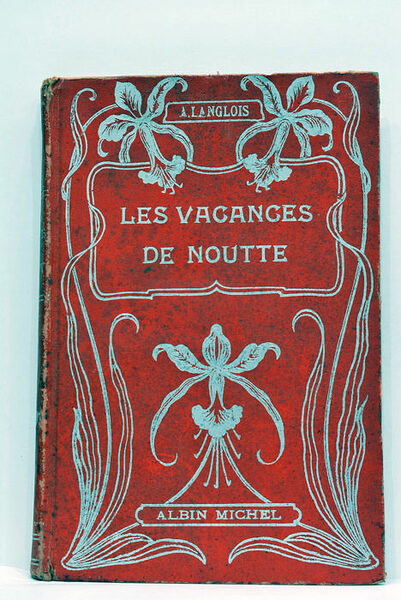 A. LANGLOIS
LES VACANCES
DE NOUTTE
ALBIN MICHEL